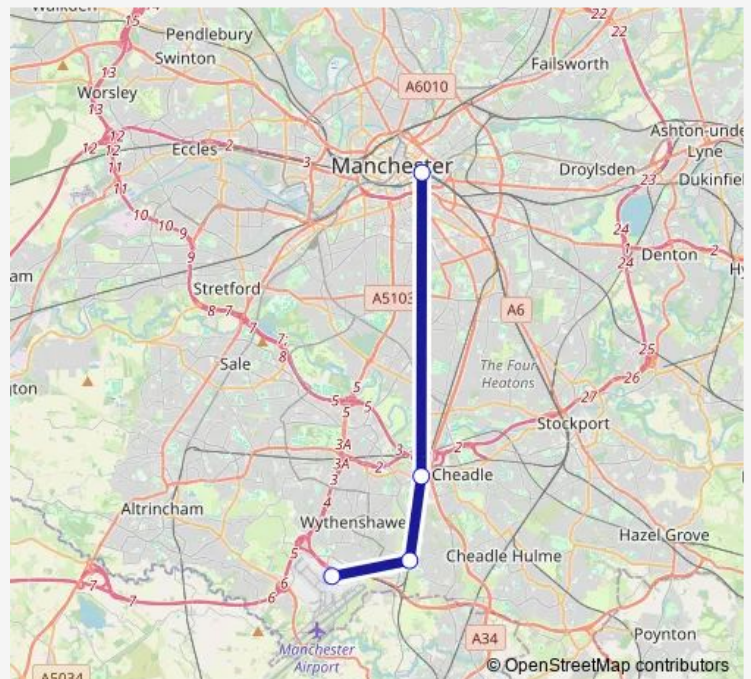 22
22
15
14
Pendlebury
Swinton
Failsworth
13
Worsley
13
A6010
12
12
12
11
11
Eccles
2
3
Manchester
Ashton-unde
Lyne
Droylsden
23
Dukinfiel
10
10
9
9
24
1
24
Denton
2
am
Stretford
A5103
A6
8
7
7
7
8
25
26
27
Sale
The Four
Heatons
ton
5
5
5
5
Stockport
3A
3A
3
4
3
2
2
Cheadle
Altrincham
Wythenshawe
Hazel Grove
Cheadle Hulme
5
6
6
7
7
A34
Poynton
Manchester
Airport
A5034
© OpenStreetMap contributors